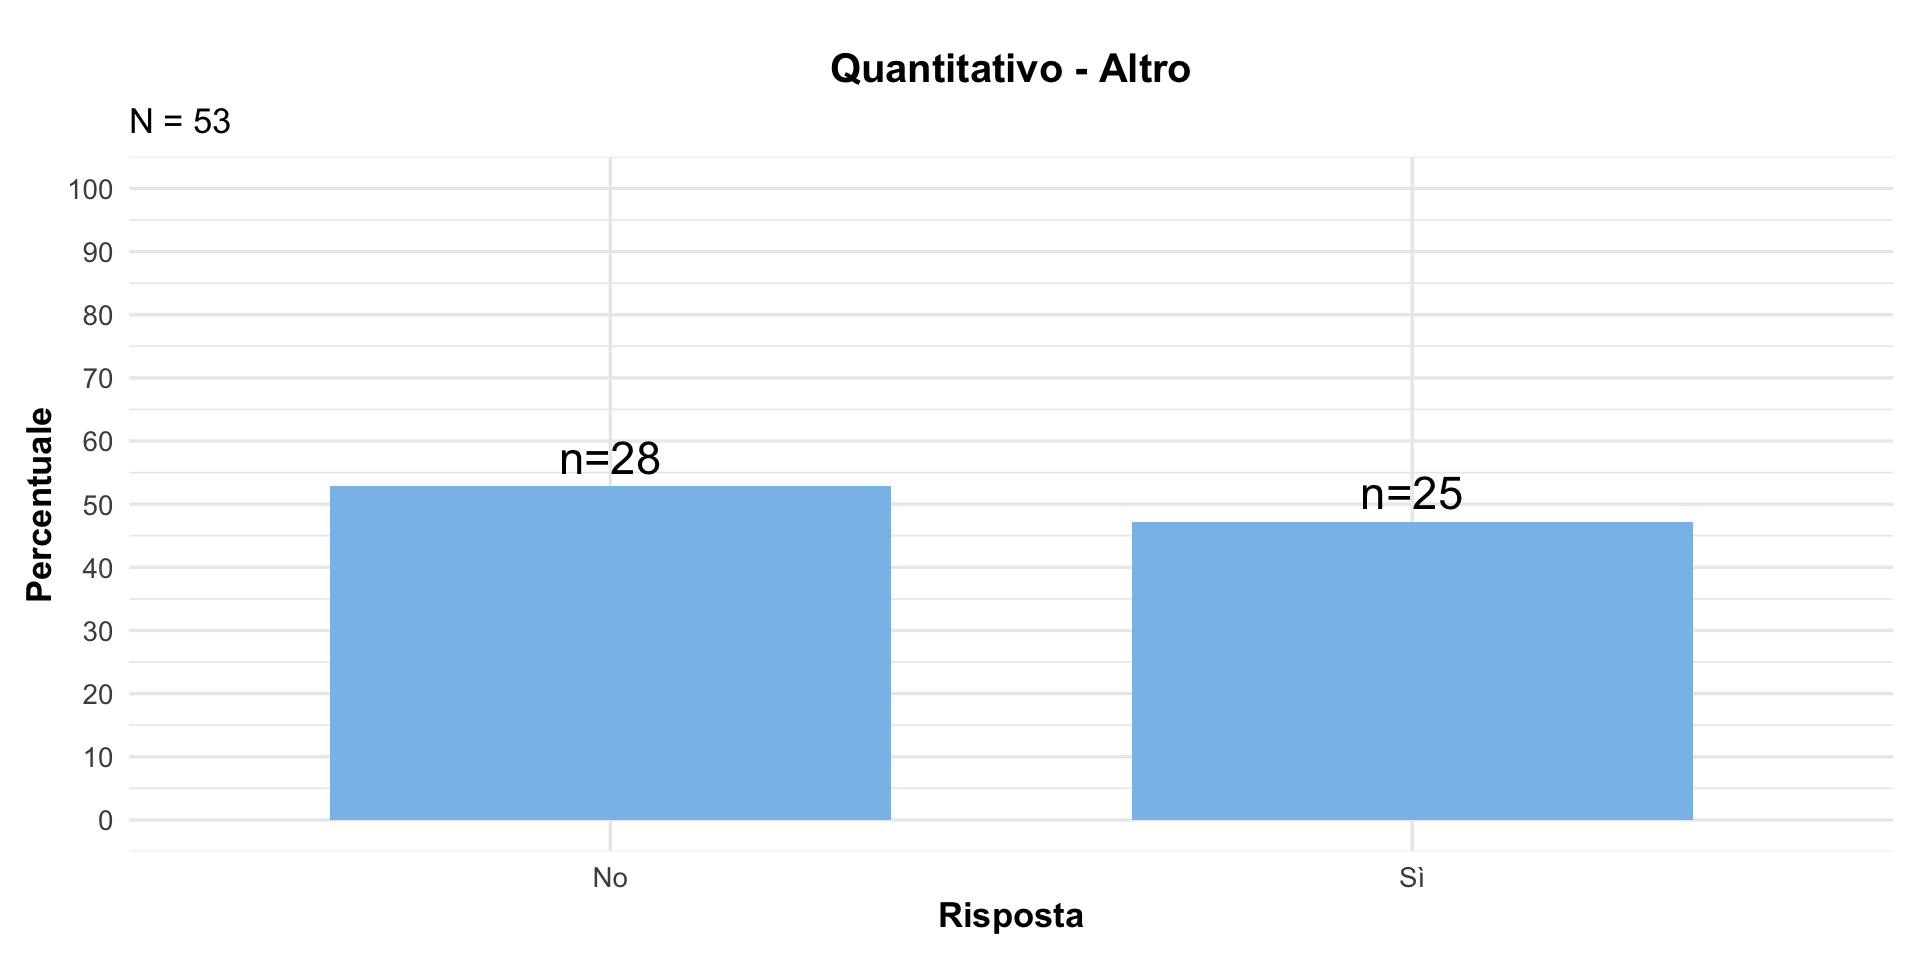 Quantitativo - Altro
N = 53
Percentuale
100
90
80
70
60
50
40
30
20
10
0
n=28
n=25
No
Sì
Risposta